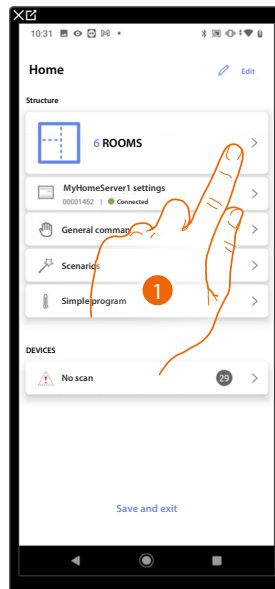 10:31
Home
Edit
Structure
6 ROOMS
MyHomeServer1 settings
00001452 | Connected
General comman
Scenarios
1
Simple program
DEVICES
No scan
29
Save and exit